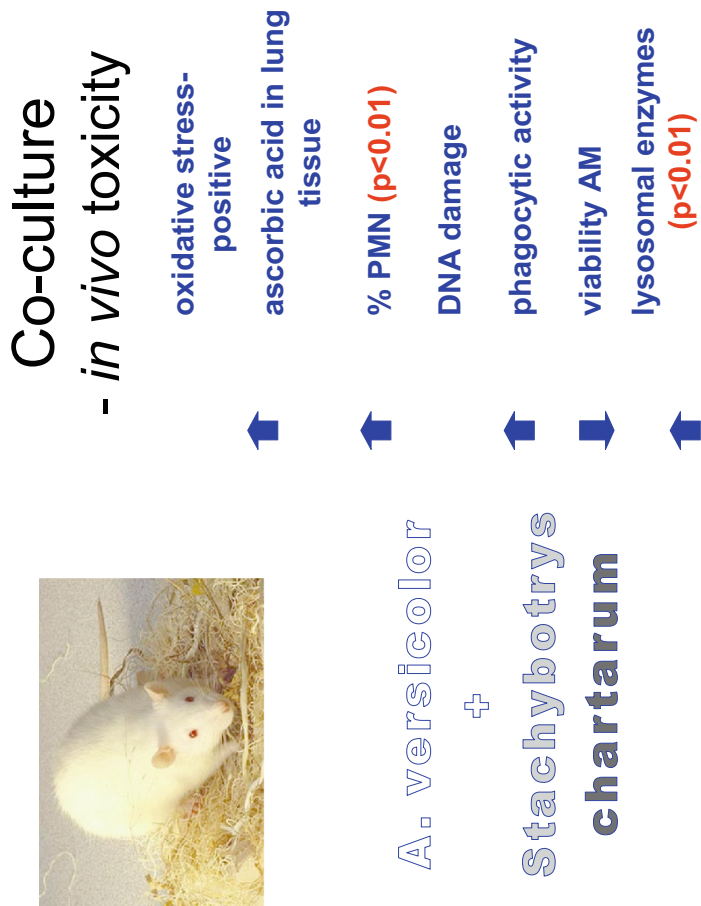 Co-culture
- in vivo toxicity
oxidative stress-
positive
ascorbic acid in lung
tissue
% PMN (p<0.01)
DNA damage
phagocytic activity
viability AM
lysosomal enzymes
(p<0.01)
A. versicolor
+
Stachybotrys
chartarum